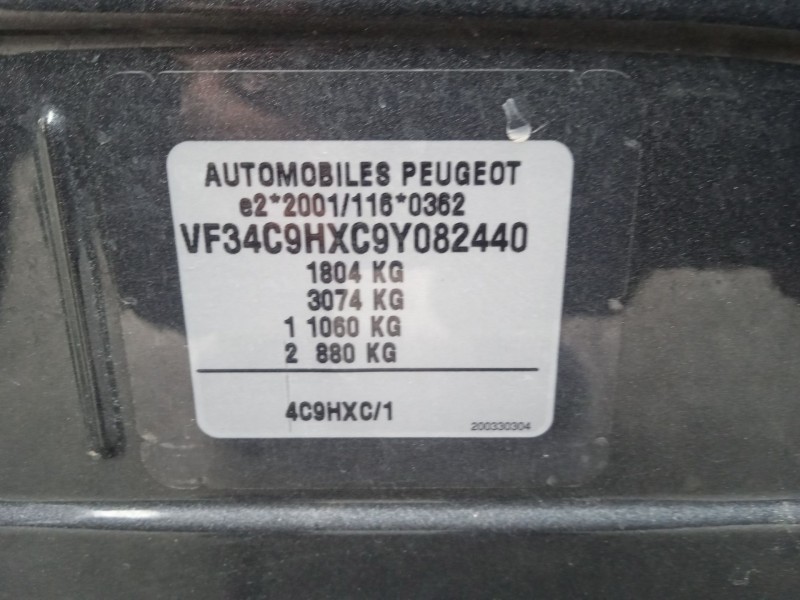 AUTOMOBILES PEUGEOT
e2*2001/116*0362
VF34C9HXC9Y082440
1804 KG
3074 KG
1 1060 KG
2 880 KG
4C9HXC/1
200330304